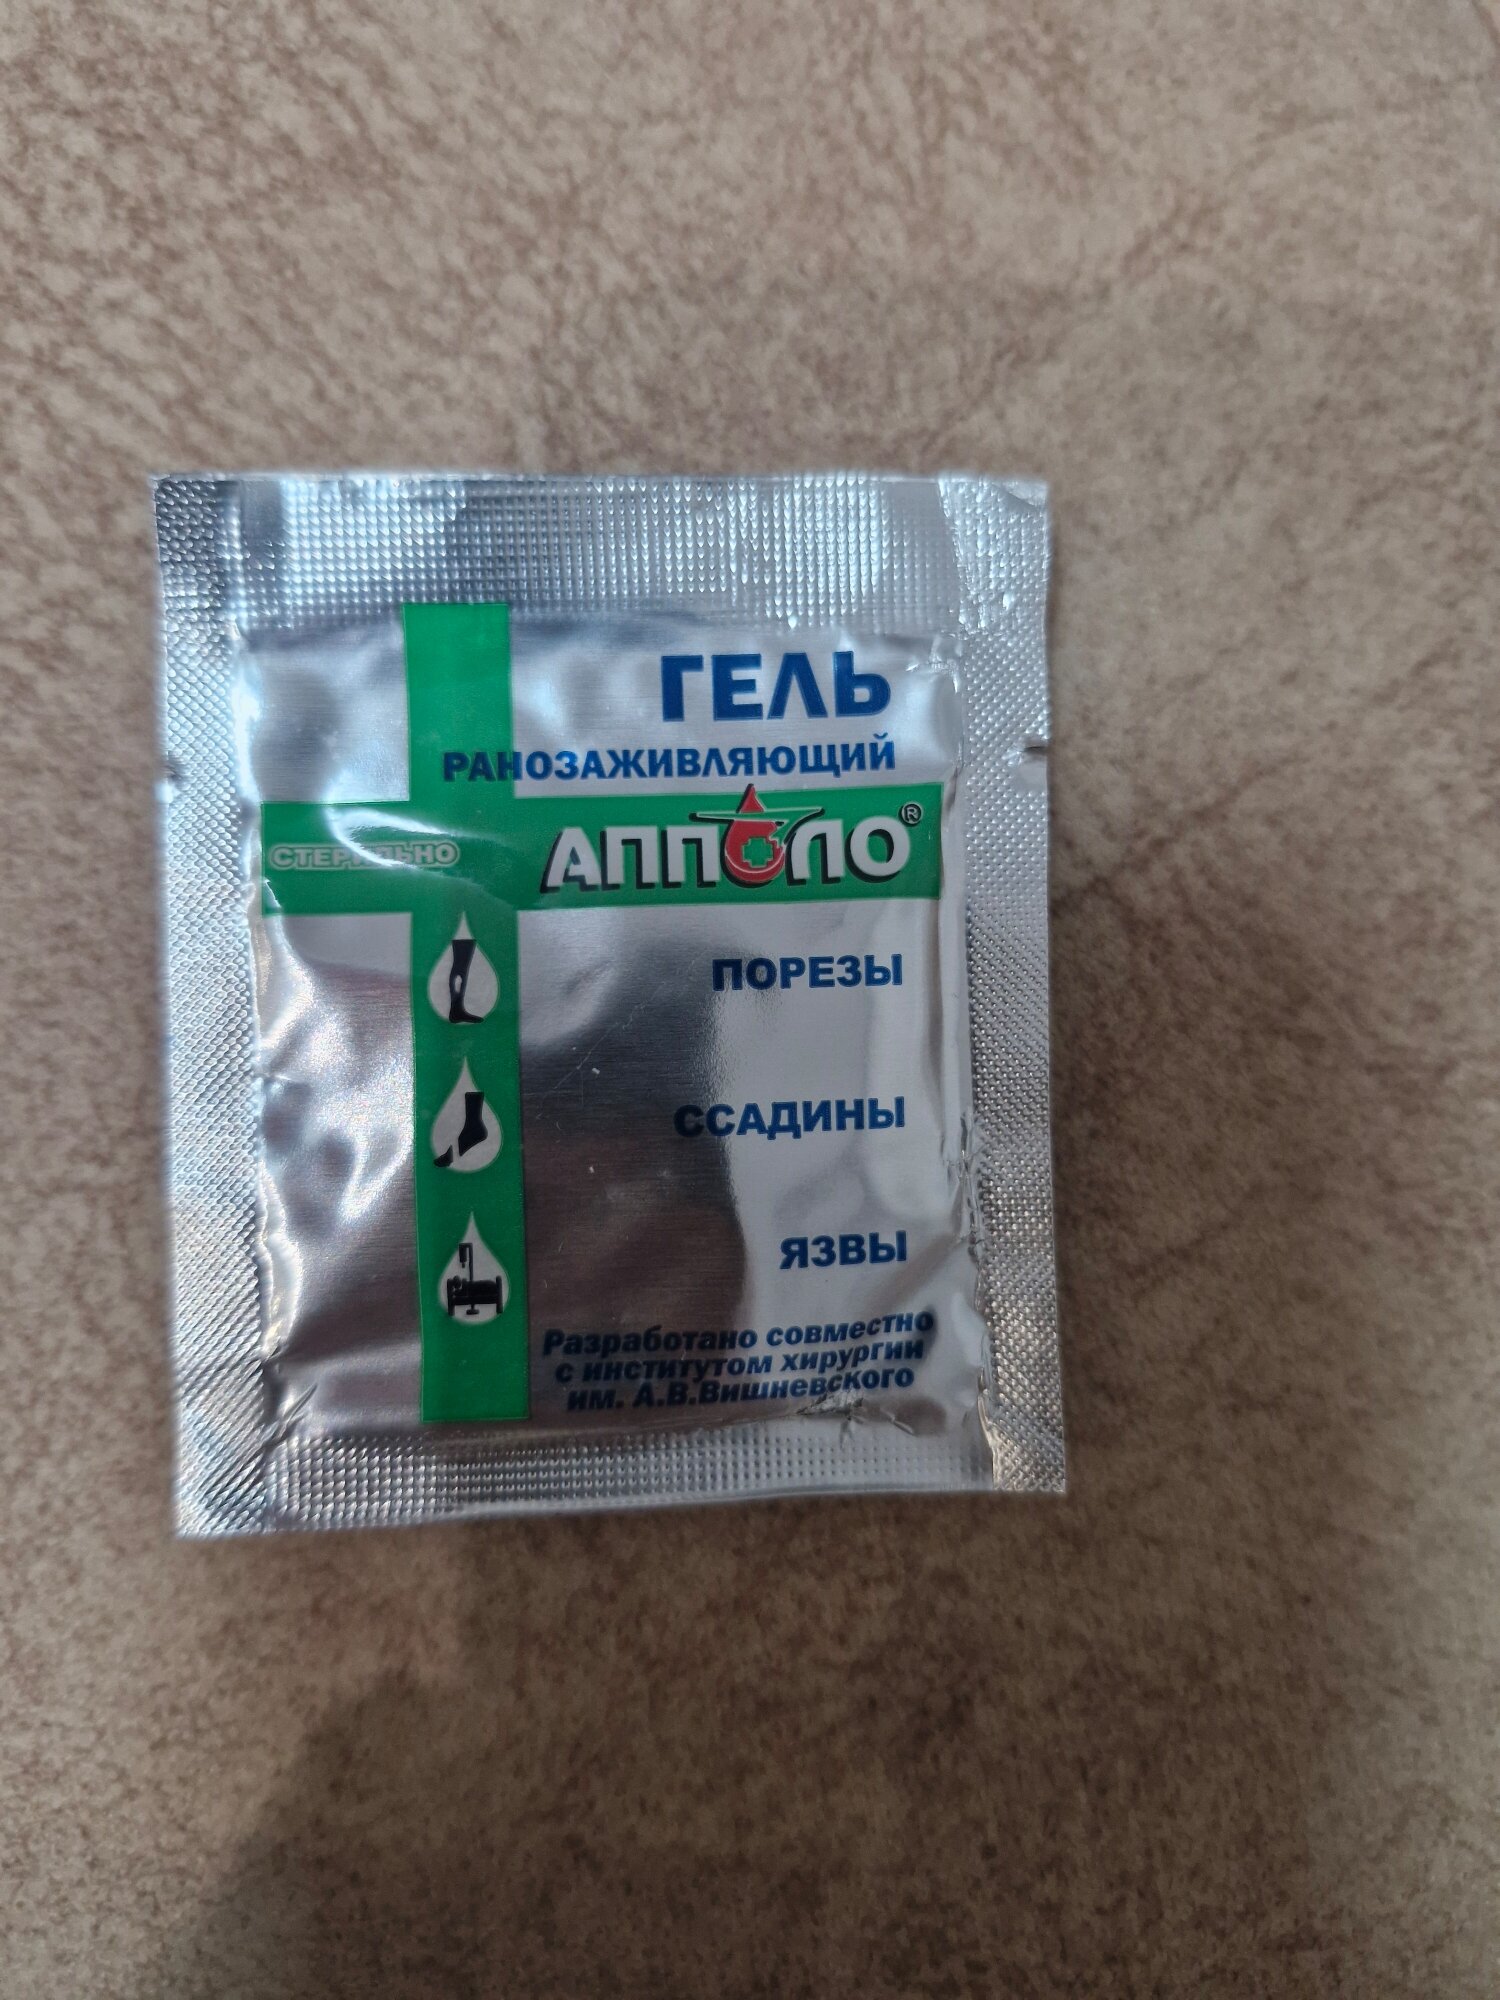 ГЕЛЬ
РАНОЗАЖИВЛЯЮЩИЙ
СТЕРИЛЬНО
АППОЛО®
ПОРЕЗЫ
ССАДИНЫ
ЯЗВЫ
Разработано совместно
с институтом хирургии
им. А.В.Вишневского